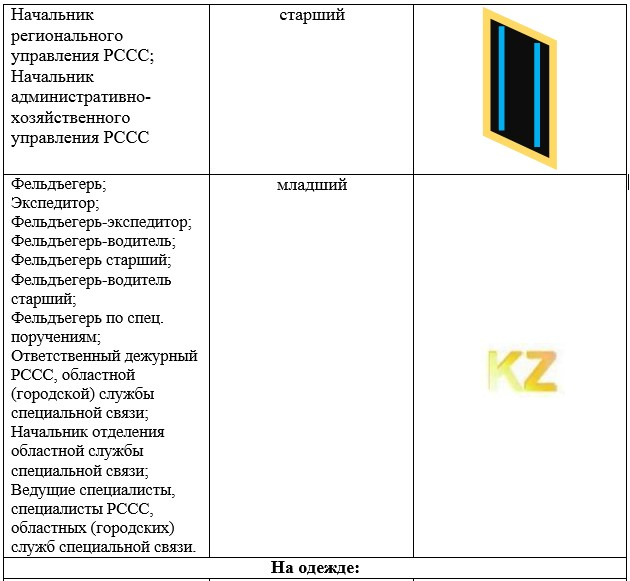 Начальник
регионального
управления РССС;
Начальник
административно-
хозяйственного
управления РССС
старший
Фельдъегерь;
Экспедитор;
Фельдъегерь-экспедитор;
Фельдъегерь-водитель;
Фельдъегерь старший;
Фельдъегерь-водитель
старший;
Фельдъегерь по спец.
поручениям;
Ответственный дежурный
РССС, областной
(городской) службы
специальной связи;
Начальник отделения
областной службы
специальной связи;
Ведущие специалисты,
специалисты РССС,
областных (городских)
служб специальной связи.
младший
KZ
На одежде: